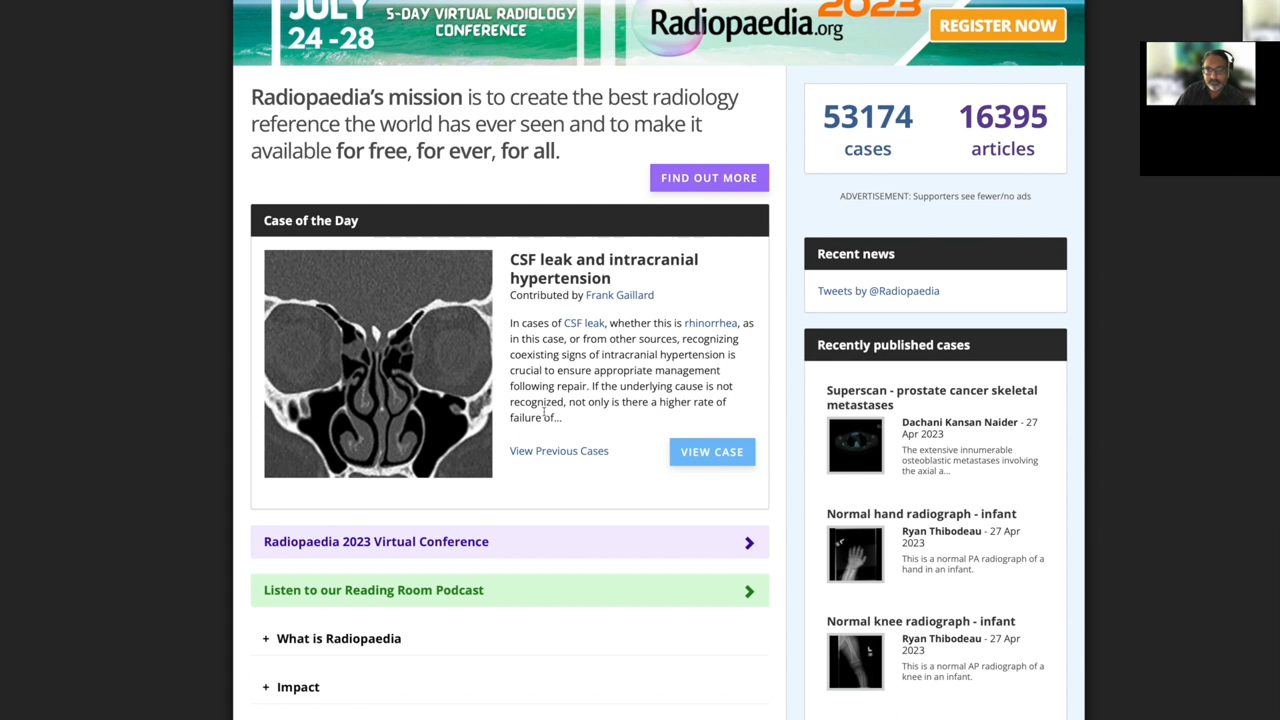 JULY
24 -28
5-DAY VIRTUAL RADIOLOGY
CONFERENCE
2023
Radiopaedia.org
REGISTER NOW
Radiopaedia's mission is to create the best radiology
reference the world has ever seen and to make it
available for free, for ever, for all.
FIND OUT MORE
Case of the Day
CSF leak and intracranial
hypertension
Contributed by Frank Gaillard
In cases of CSF leak, whether this is rhinorrhea, as
in this case, or from other sources, recognizing
coexisting signs of intracranial hypertension is
crucial to ensure appropriate management
following repair. If the underlying cause is not
recognized, not only is there a higher rate of
failure of...
View Previous Cases
VIEW CASE
Radiopaedia 2023 Virtual Conference
Listen to our Reading Room Podcast
+ What is Radiopaedia
+ Impact
53174
cases
16395
articles
ADVERTISEMENT: Supporters see fewer/no ads
Recent news
Tweets by @Radiopaedia
Recently published cases
Superscan - prostate cancer skeletal
metastases
Dachani Kansan Naider - 27
Apr 2023
The extensive innumerable
osteoblastic metastases involving
the axial a...
Normal hand radiograph - infant
Ryan Thibodeau - 27 Apr
2023
This is a normal PA radiograph of a
hand in an infant.
Normal knee radiograph - infant
Ryan Thibodeau - 27 Apr
2023
This is a normal AP radiograph of a
knee in an infant.